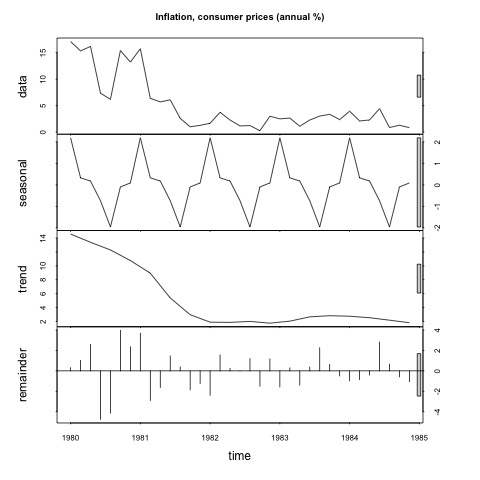 Inflation, consumer prices (annual %)
data
0 5 10 15
seasonal
-2 -1 0 1 2
trend
2 4 6 8 10 14
remainder
-4 -2 0 2 4
1980 1981 1982 1983 1984 1985
time